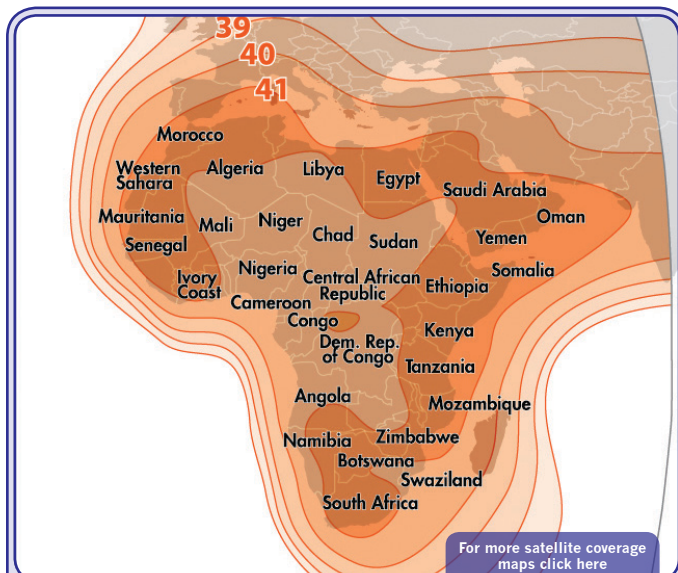 39
40
41
Morocco
Western
Sahara
Algeria
Libya
Egypt
Saudi Arabia
Oman
Mauritania
Mali
Niger
Chad
Sudan
Yemen
Senegal
Ivory
Coast
Nigeria
Central African
Republic
Ethiopia
Somalia
Cameroon
Congo
Dem. Rep.
of Congo
Kenya
Tanzania
Angola
Mozambique
Namibia
Zimbabwe
Botswana
Swaziland
South Africa
For more satellite coverage
maps click here